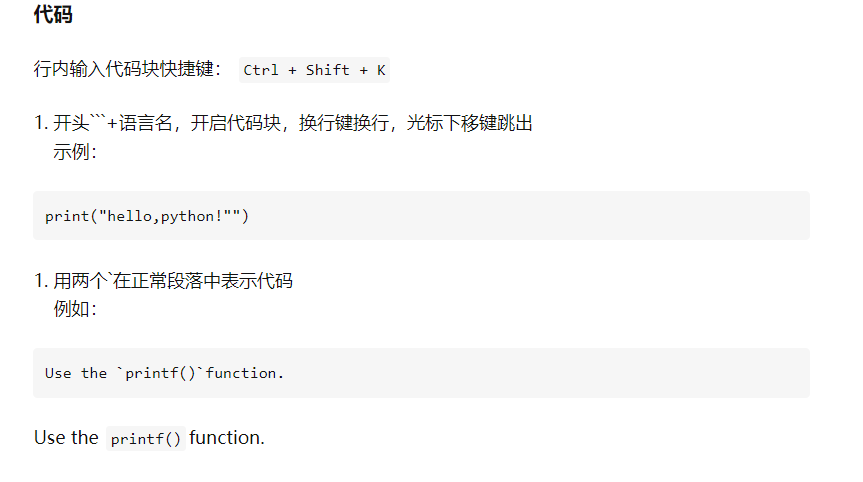 代码
行内输入代码块快捷键： Ctrl + Shift + K
1. 开头```+语言名，开启代码块，换行键换行，光标下移键跳出
示例：
print("hello,python!"")
1. 用两个`在正常段落中表示代码
例如：
Use the `printf()`function.
Use the printf() function.